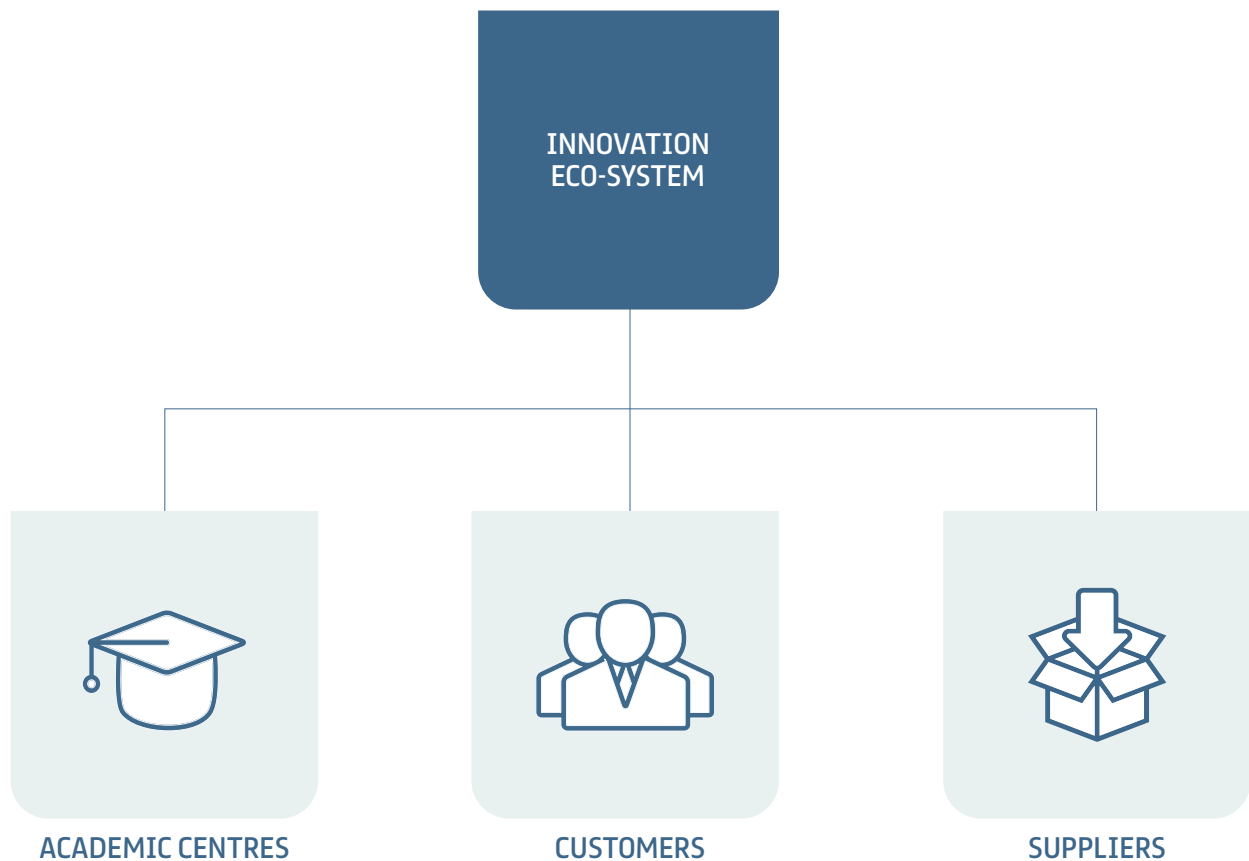 INNOVATION
ECO-SYSTEM
ACADEMIC CENTRES
CUSTOMERS
SUPPLIERS